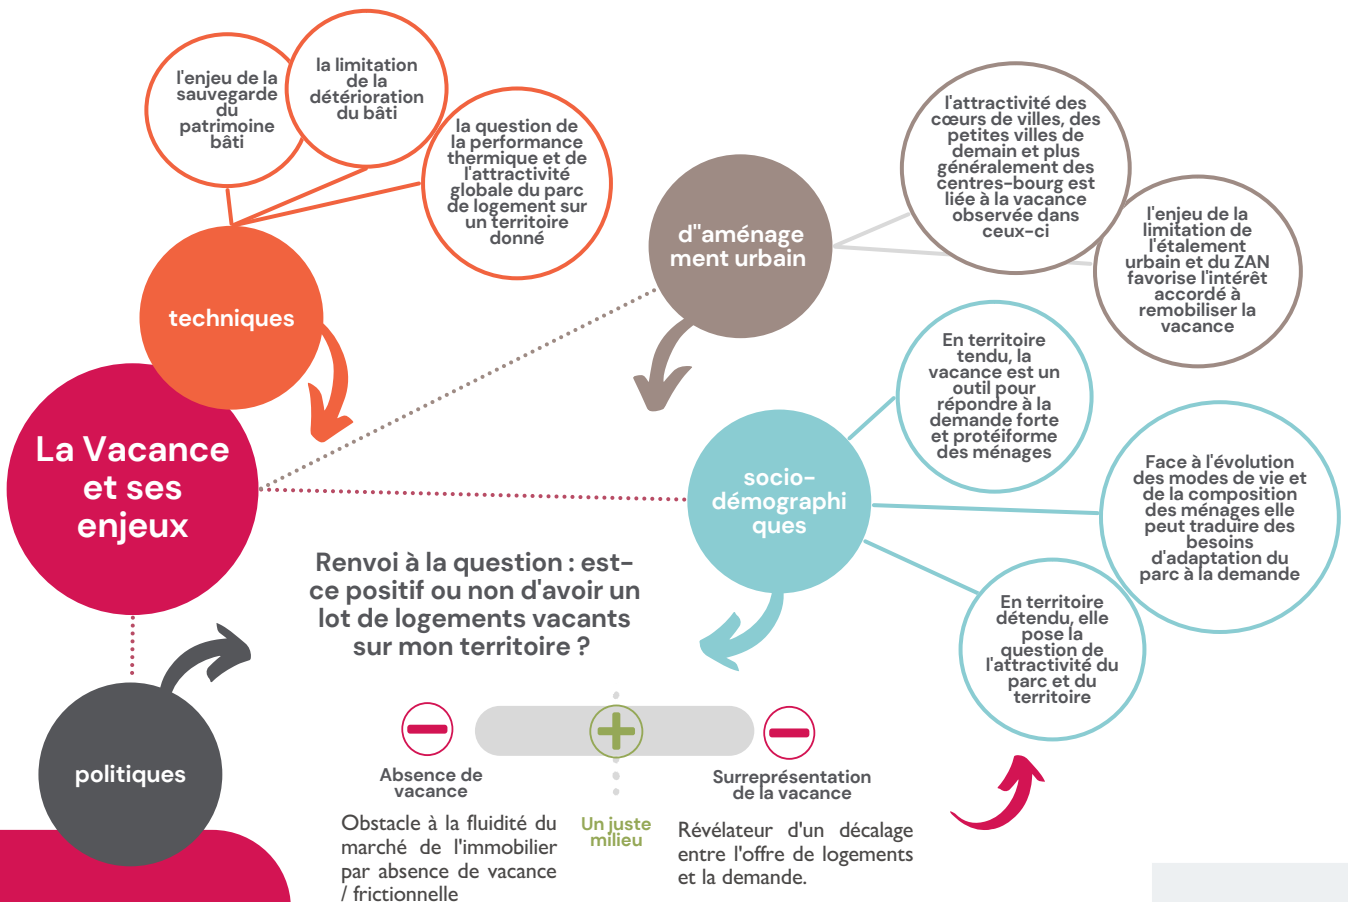 l'enjeu de la
sauvegarde
du
patrimoine
bâti
la limitation
de la
détérioration
du bâti
la question de
la performance
thermique et de
l'attractivité
globale du parc
de logement sur
un territoire
donné
techniques
d"aménage
ment urbain
l'attractivité des
cœurs de villes, des
petites villes de
demain et plus
généralement des
centres-bourg est
liée à la vacance
observée dans
ceux-ci
l'enjeu de la
limitation de
l'étalement
urbain et du ZAN
favorise l'intérêt
accordé à
remobiliser la
vacance
La Vacance
et ses
enjeux
socio-
démographi
ques
En territoire
tendu, la
vacance est un
outil pour
répondre à la
demande forte
et protéiforme
des ménages
Face à l'évolution
des modes de vie et
de la composition
des ménages elle
peut traduire des
besoins
d'adaptation du
parc à la demande
En territoire
détendu, elle
pose la
question de
l'attractivité du
parc et du
territoire
politiques
Renvoi à la question : est-
ce positif ou non d'avoir un
lot de logements vacants
sur mon territoire ?
Absence de
vacance
Obstacle à la fluidité du
marché de l'immobilier
par absence de vacance
/ frictionnelle
Un juste
milieu
Surreprésentation
de la vacance
Révélateur d'un décalage
entre l'offre de logements
et la demande.